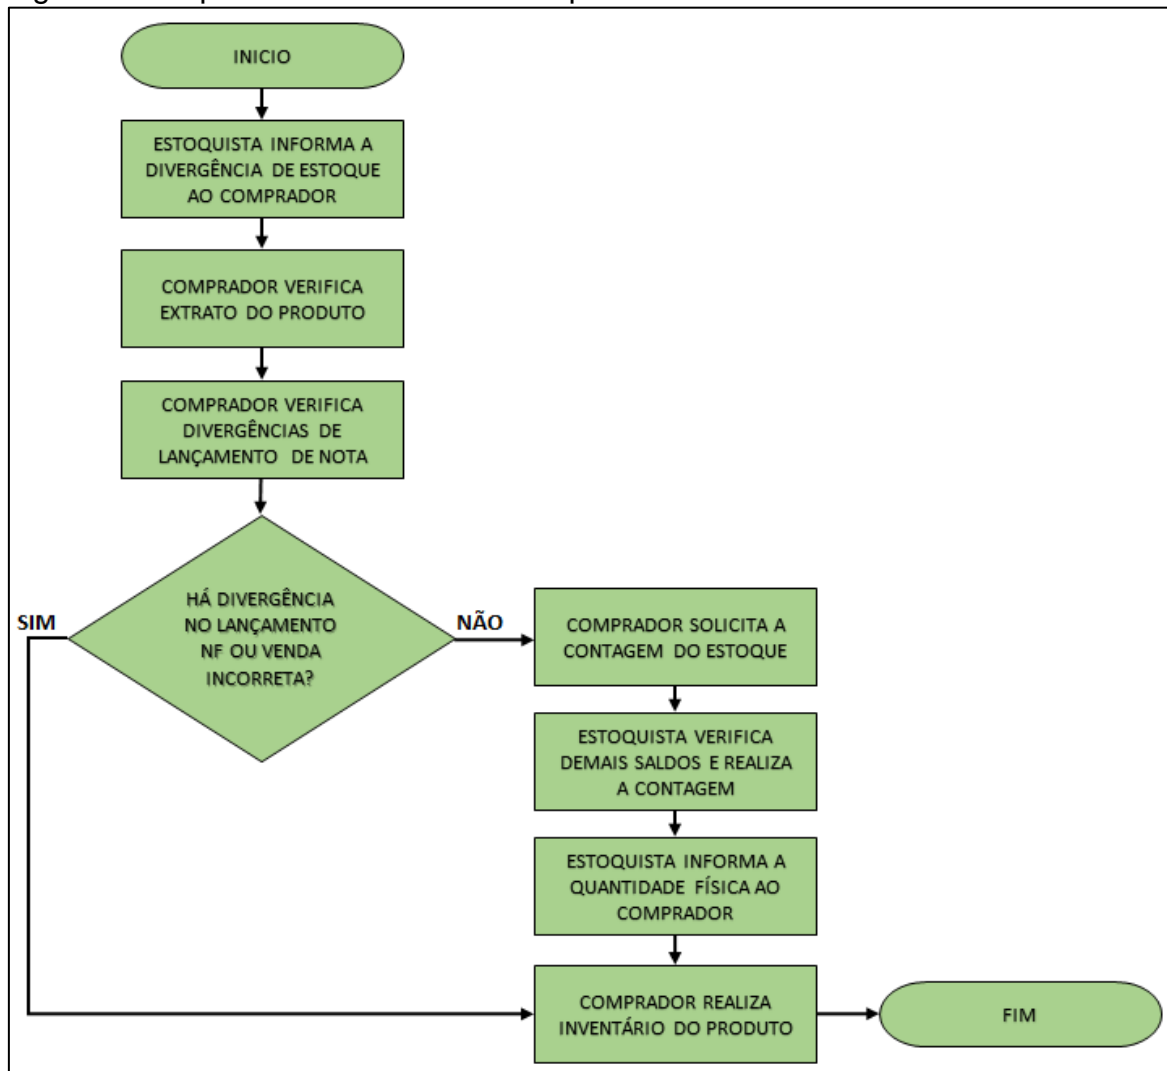 INICIO
ESTOQUISTA INFORMA A
DIVERGÊNCIA DE ESTOQUE
AO COMPRADOR
COMPRADOR VERIFICA
EXTRATO DO PRODUTO
COMPRADOR VERIFICA
DIVERGÊNCIAS DE
LANÇAMENTO DE NOTA
HÁ DIVERGÊNCIA
NO LANÇAMENTO
NF OU VENDA
INCORRETA?
SIM
NÃO
COMPRADOR SOLICITA A
CONTAGEM DO ESTOQUE
ESTOQUISTA VERIFICA
DEMAIS SALDOS E REALIZA
A CONTAGEM
ESTOQUISTA INFORMA A
QUANTIDADE FÍSICA AO
COMPRADOR
COMPRADOR REALIZA
INVENTÁRIO DO PRODUTO
FIM